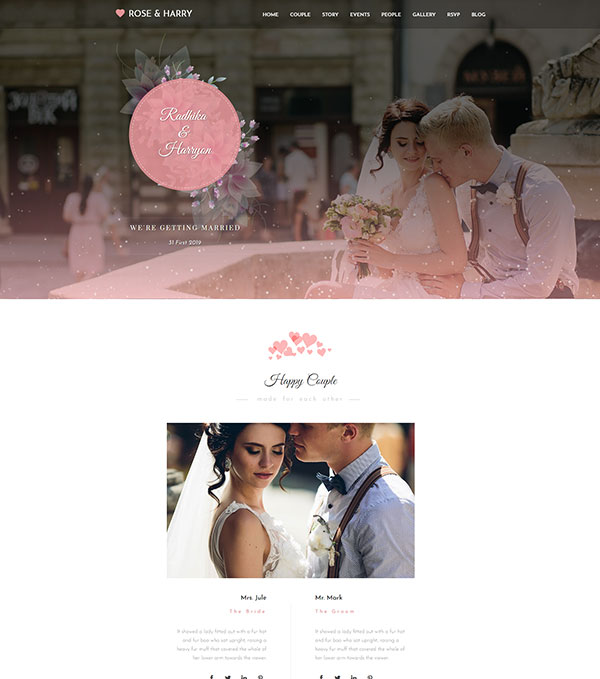 ROSE & HARRY
HOME COUPLE STORY EVENTS PEOPLE GALLERY RSVP BLOG
Radhika
&
Harryon
WE'RE GETTING MARRIED
31 Fust 2019
Happy Couple
made for each other
Mrs. Jule
The Bride
It showed a lady fitted out with a fur hat
and fur boa who sat upright, raising a
heavy fur muff that covered the whole of
her lower arm towards the viewer.
Mr. Mark
The Groom
It showed a lady fitted out with a fur hat
and fur boa who sat upright, raising a
heavy fur muff that covered the whole of
her lower arm towards the viewer.